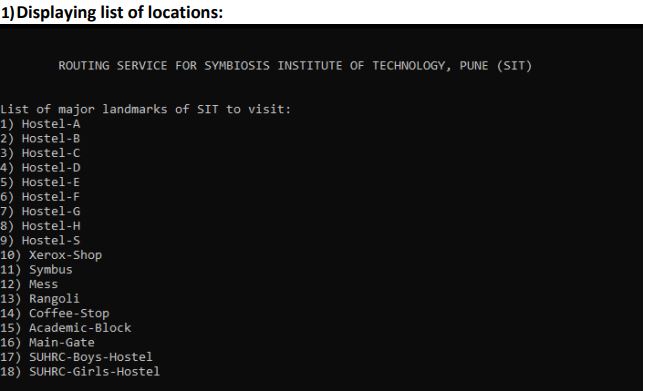 1) Displaying list of locations:
ROUTING SERVICE FOR SYMBIOSIS INSTITUTE OF TECHNOLOGY, PUNE (SIT)
List of major landmarks of SIT to visit:
1) Hostel-A
2) Hostel-B
3) Hostel-C
4) Hostel-D
5) Hostel-E
6) Hostel-F
7) Hostel-G
8) Hostel-H
9) Hostel-S
10) Xerox-Shop
11) Symbus
12) Mess
13) Rangoli
14) Coffee-Stop
15) Academic-Block
16) Main-Gate
17) SUHRC-Boys-Hostel
18) SUHRC-Girls-Hostel